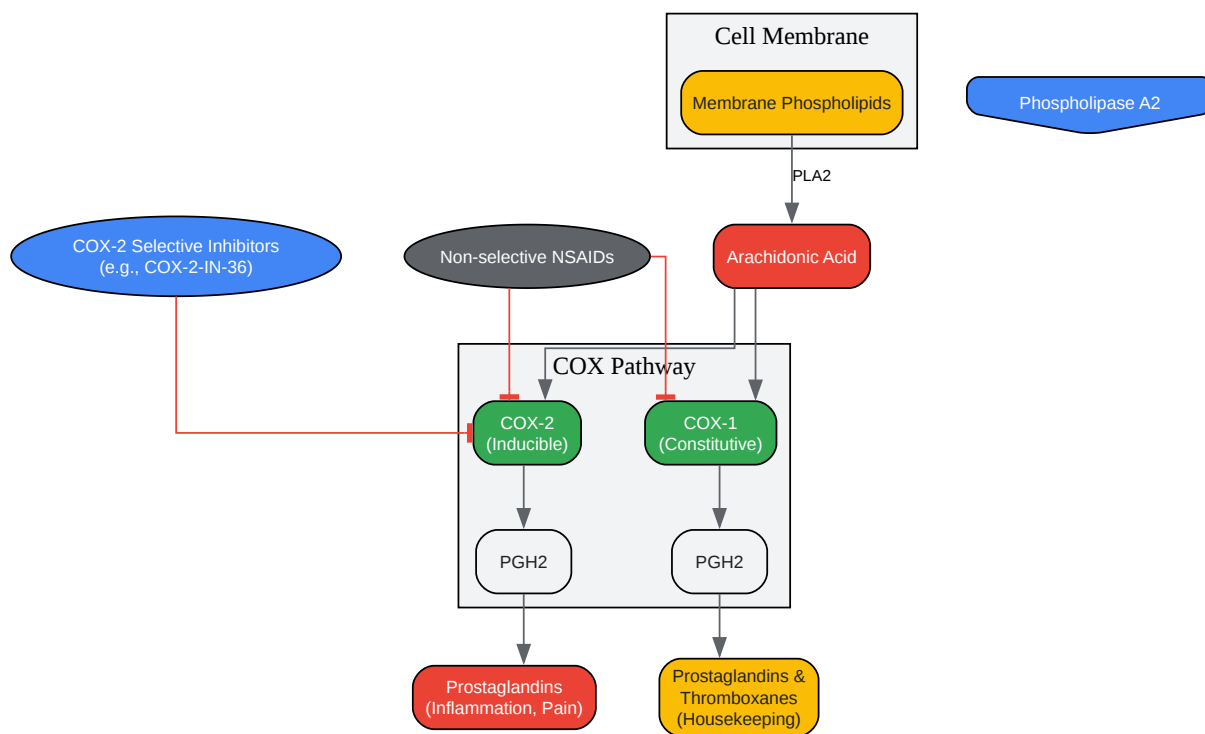 Cell Membrane
Membrane Phospholipids
Phospholipase A2
PLA2
COX-2 Selective Inhibitors
(e.g., COX-2-IN-36)
Non-selective NSAIDs
Arachidonic Acid
COX Pathway
COX-2
(Inducible)
COX-1
(Constitutive)
PGH2
PGH2
Prostaglandins
(Inflammation, Pain)
Prostaglandins &
Thromboxanes
(Housekeeping)